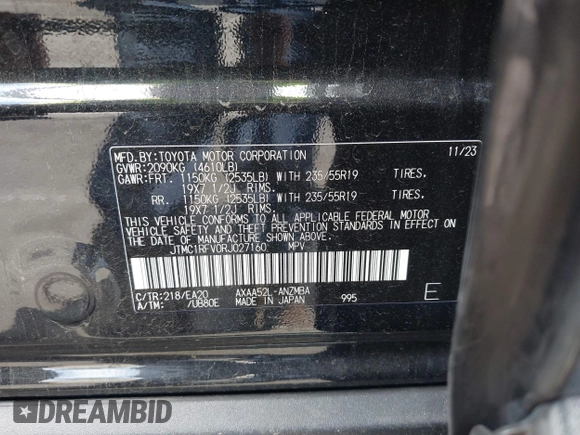 MFD.BY:TOYOTA MOTOR CORPORATION 11/23
GVWR:2090KG (4610LB)
GAWR:FRT. 1150KG (2535LB) WITH 235/55R19 TIRES.
19X7 1/2J RIMS.
RR. 1150KG (2535LB) WITH 235/55R19 TIRES.
19X7 1/2J RIMS.
THIS VEHICLE CONFORMS TO ALL APPLICABLE FEDERAL MOTOR
VEHICLE SAFETY AND THEFT PREVENTION STANDARDS IN EFFECT
ON THE DATE OF MANUFACTURE SHOWN ABOVE.
JTMC1RFV0RJ027160 MPV
C/TR:218/EA20 AXAA52L-ANZMBA
A/TM: /UB80E MADE IN JAPAN 995 E
DREAMBID